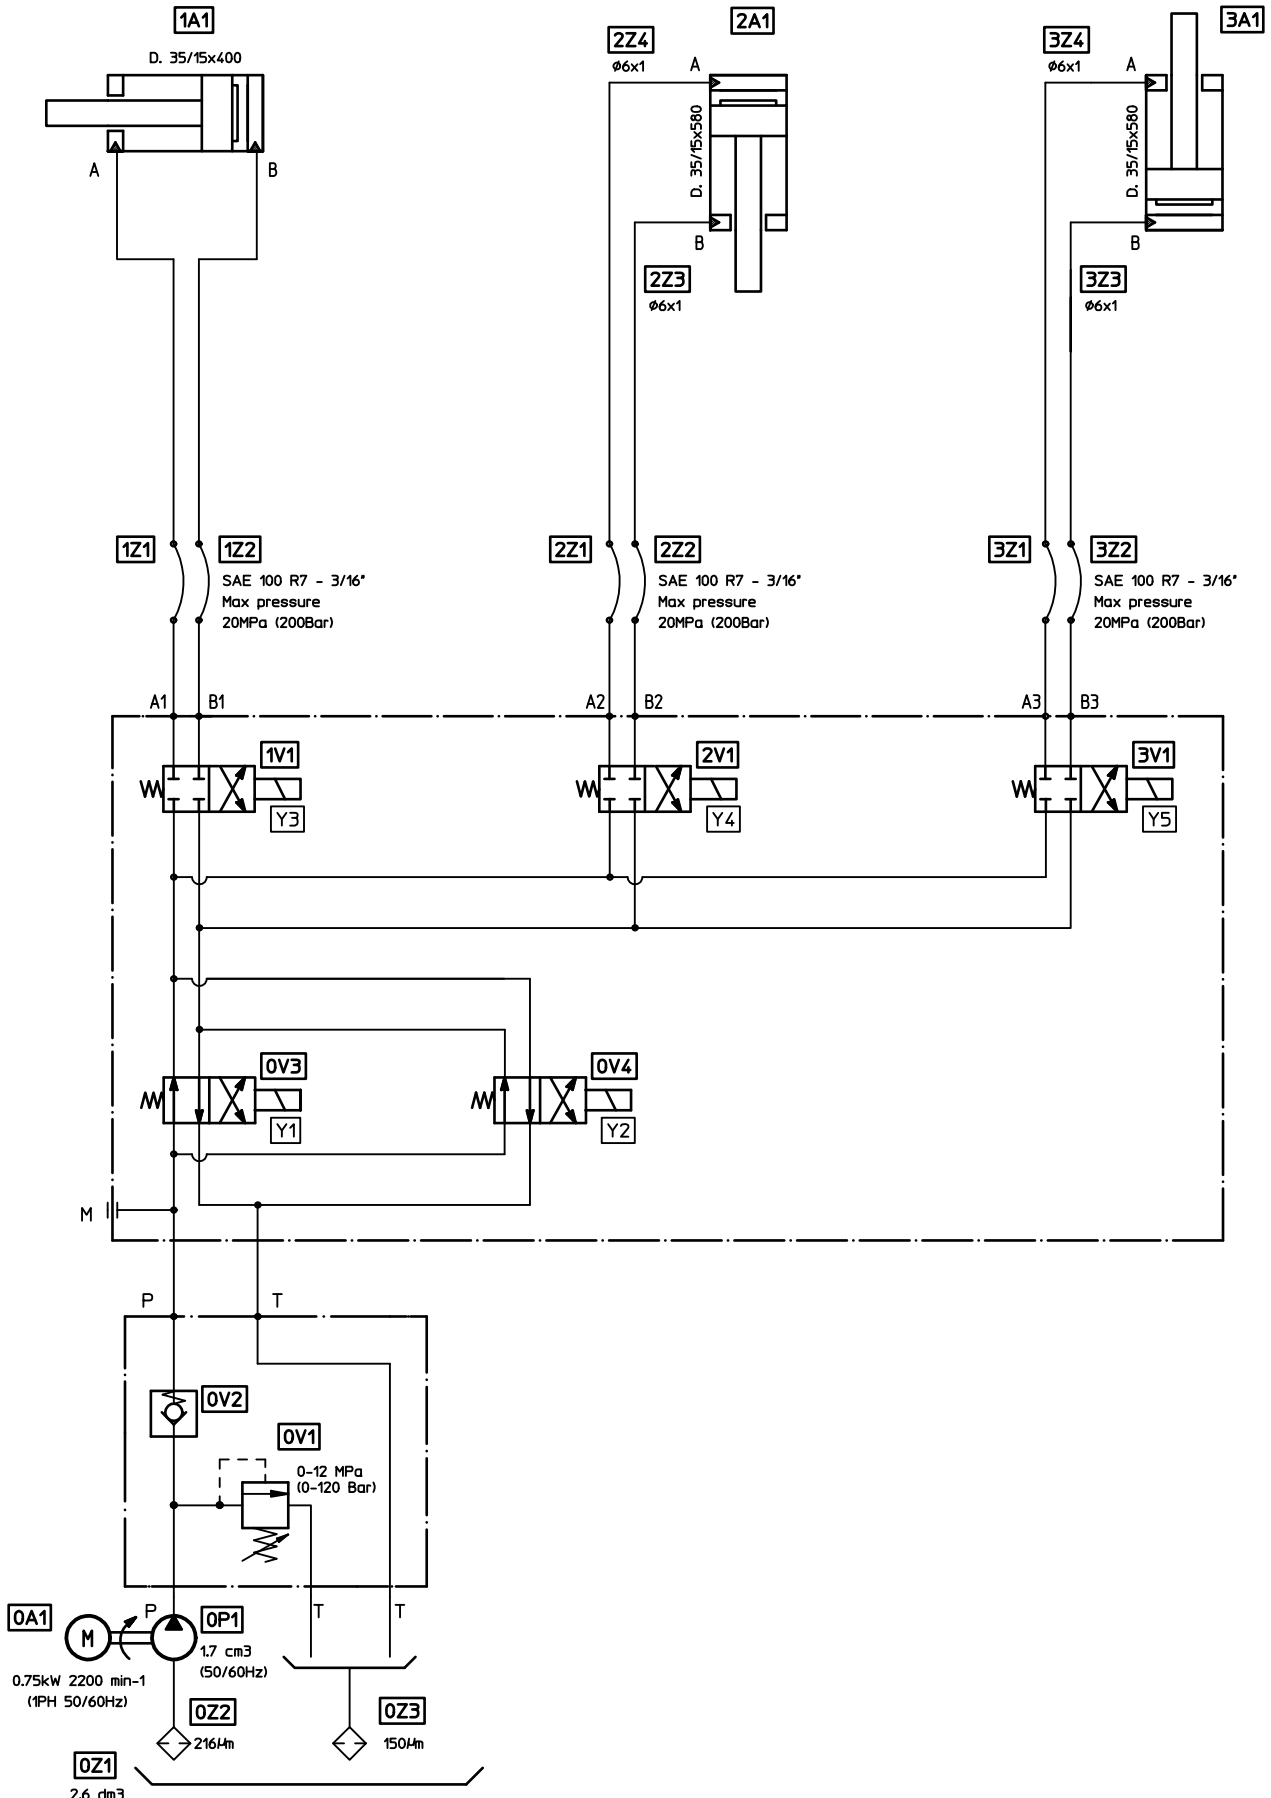 1A1
D. 35/15x400
A
B
2Z4
ø6x1
2A1
A
D. 35/15x580
B
2Z3
ø6x1
3Z4
ø6x1
3A1
A
D. 35/15x580
B
3Z3
ø6x1
1Z1
1Z2
SAE 100 R7 - 3/16"
Max pressure
20MPa (200Bar)
2Z1
2Z2
SAE 100 R7 - 3/16"
Max pressure
20MPa (200Bar)
3Z1
3Z2
SAE 100 R7 - 3/16"
Max pressure
20MPa (200Bar)
A1
B1
A2
B2
A3
B3
1V1
Y3
2V1
Y4
3V1
Y5
0V3
Y1
0V4
Y2
M
P
T
0V2
0V1
0-12 MPa
(0-120 Bar)
0A1
M
P
0P1
1.7 cm3
(50/60Hz)
T
T
0.75kW 2200 min-1
(1PH 50/60Hz)
0Z2
216µm
0Z3
150µm
0Z1
2.6 dm3